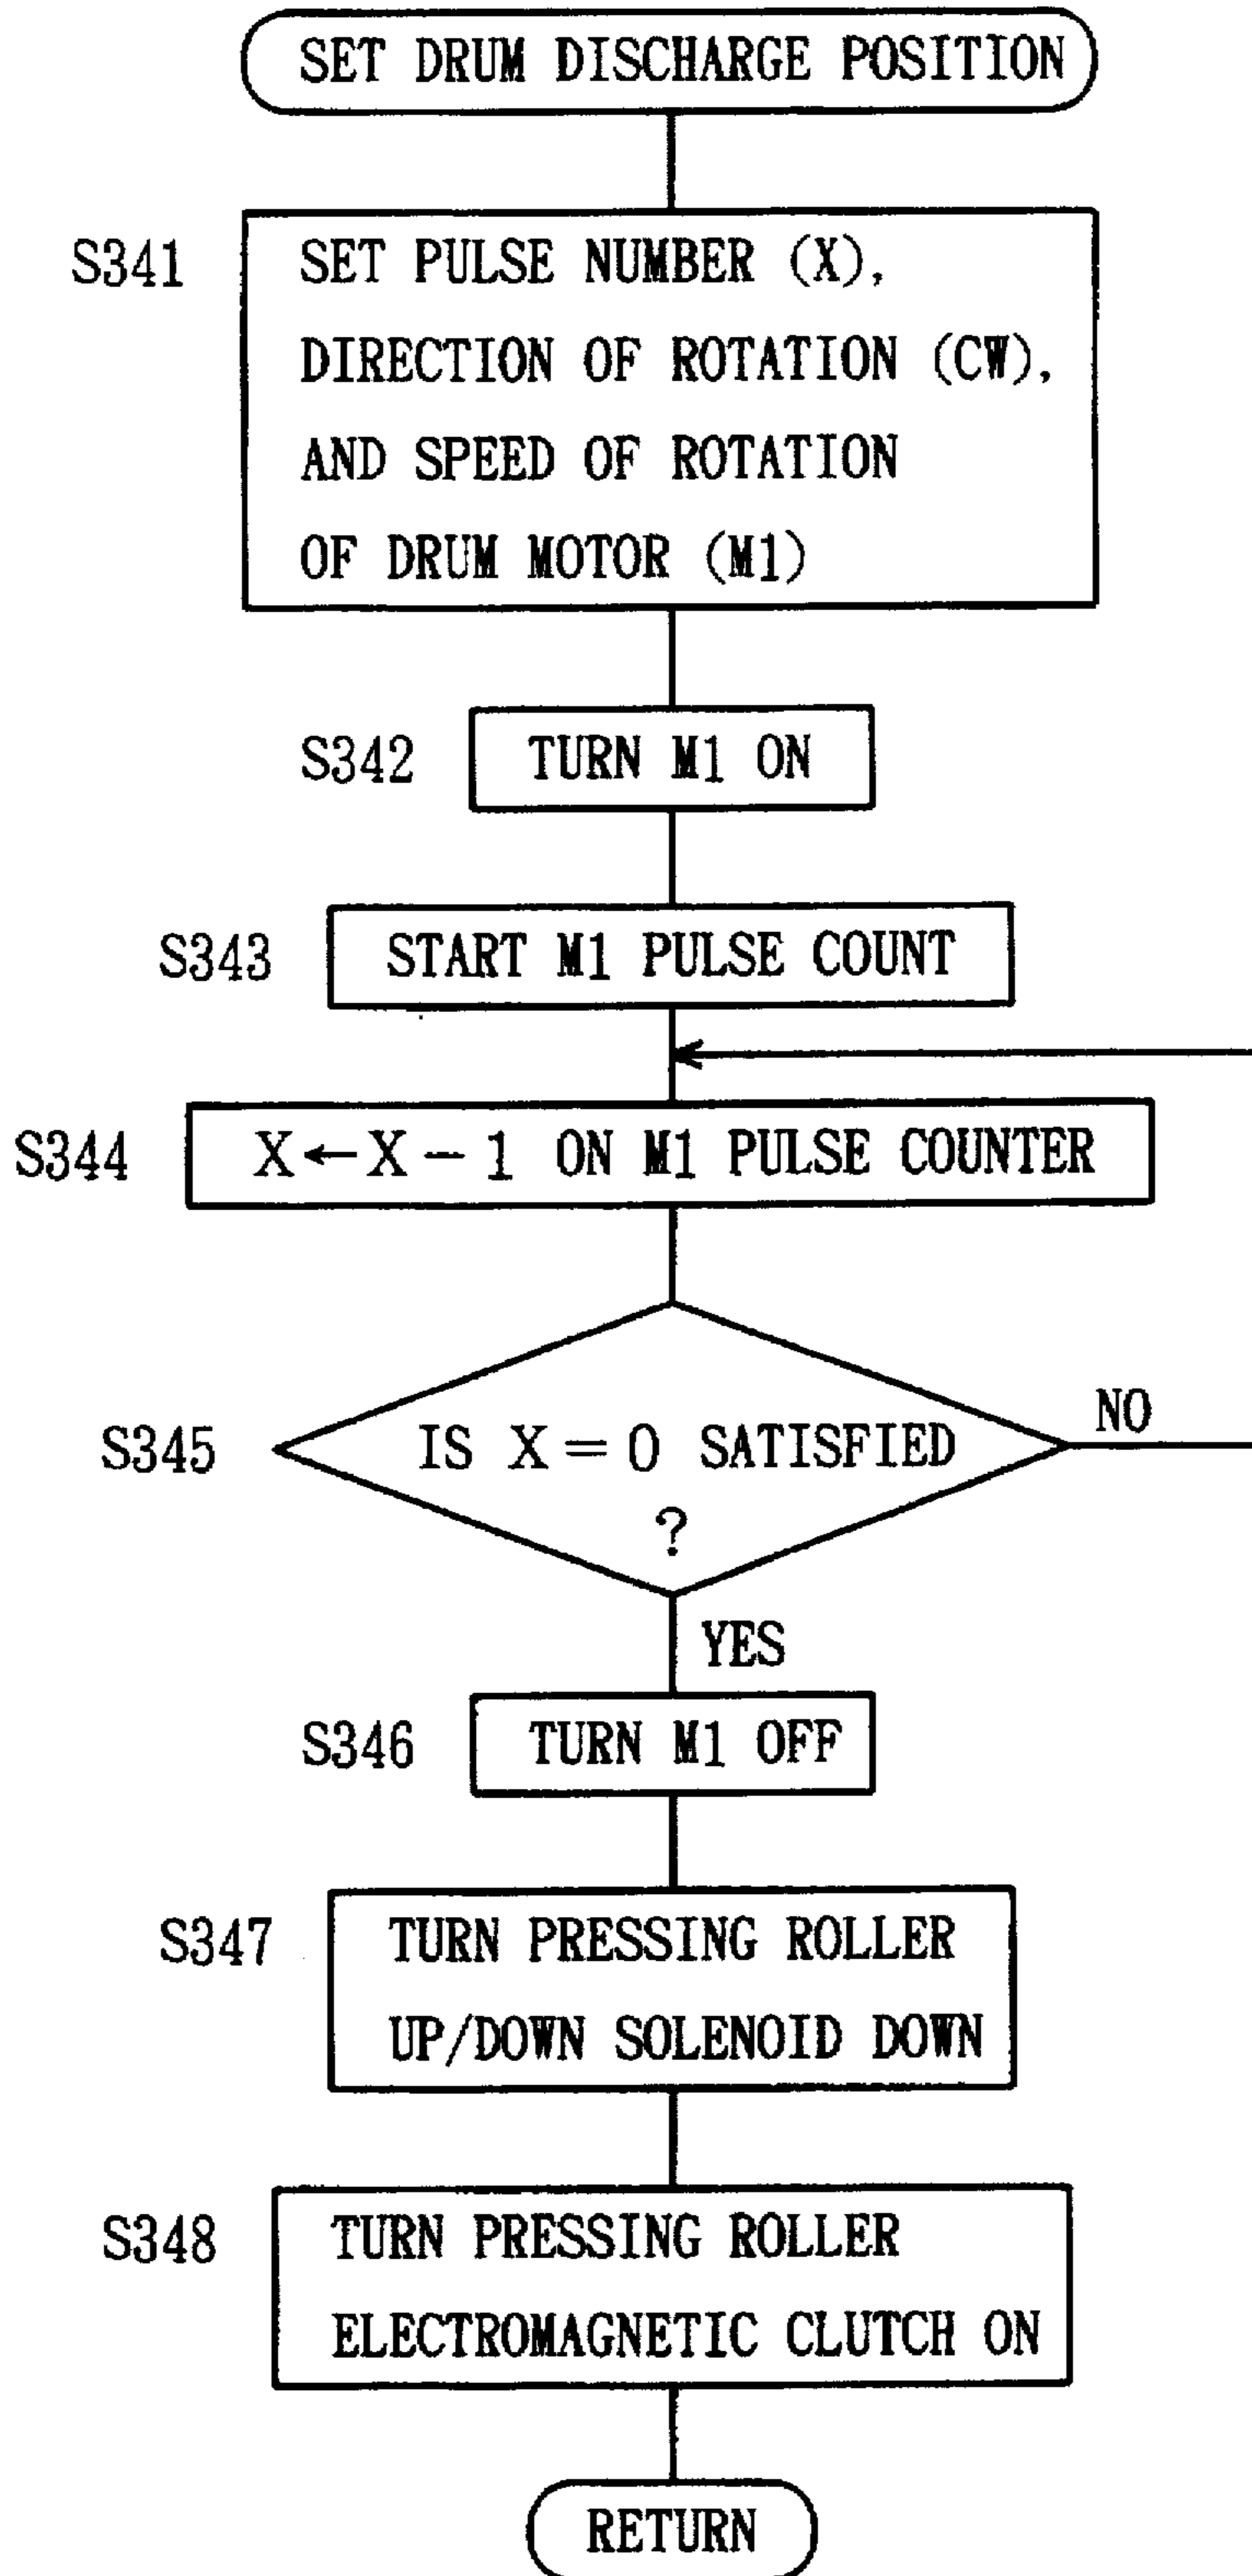 SET DRUM DISCHARGE POSITION
S341
SET PULSE NUMBER (X),
DIRECTION OF ROTATION (CW),
AND SPEED OF ROTATION
OF DRUM MOTOR (M1)
S342
TURN M1 ON
S343
START M1 PULSE COUNT
S344
X←X-1 ON M1 PULSE COUNTER
S345
IS X=0 SATISFIED
?
NO
YES
S346
TURN M1 OFF
S347
TURN PRESSING ROLLER
UP/DOWN SOLENOID DOWN
S348
TURN PRESSING ROLLER
ELECTROMAGNETIC CLUTCH ON
RETURN